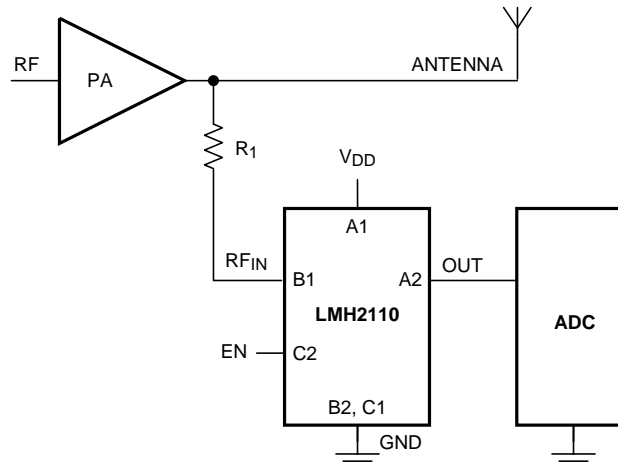 RF
PA
ANTENNA
R1
VDD
A1
RFIN
B1
A2
OUT
LMH2110
ADC
EN
C2
B2, C1
GND